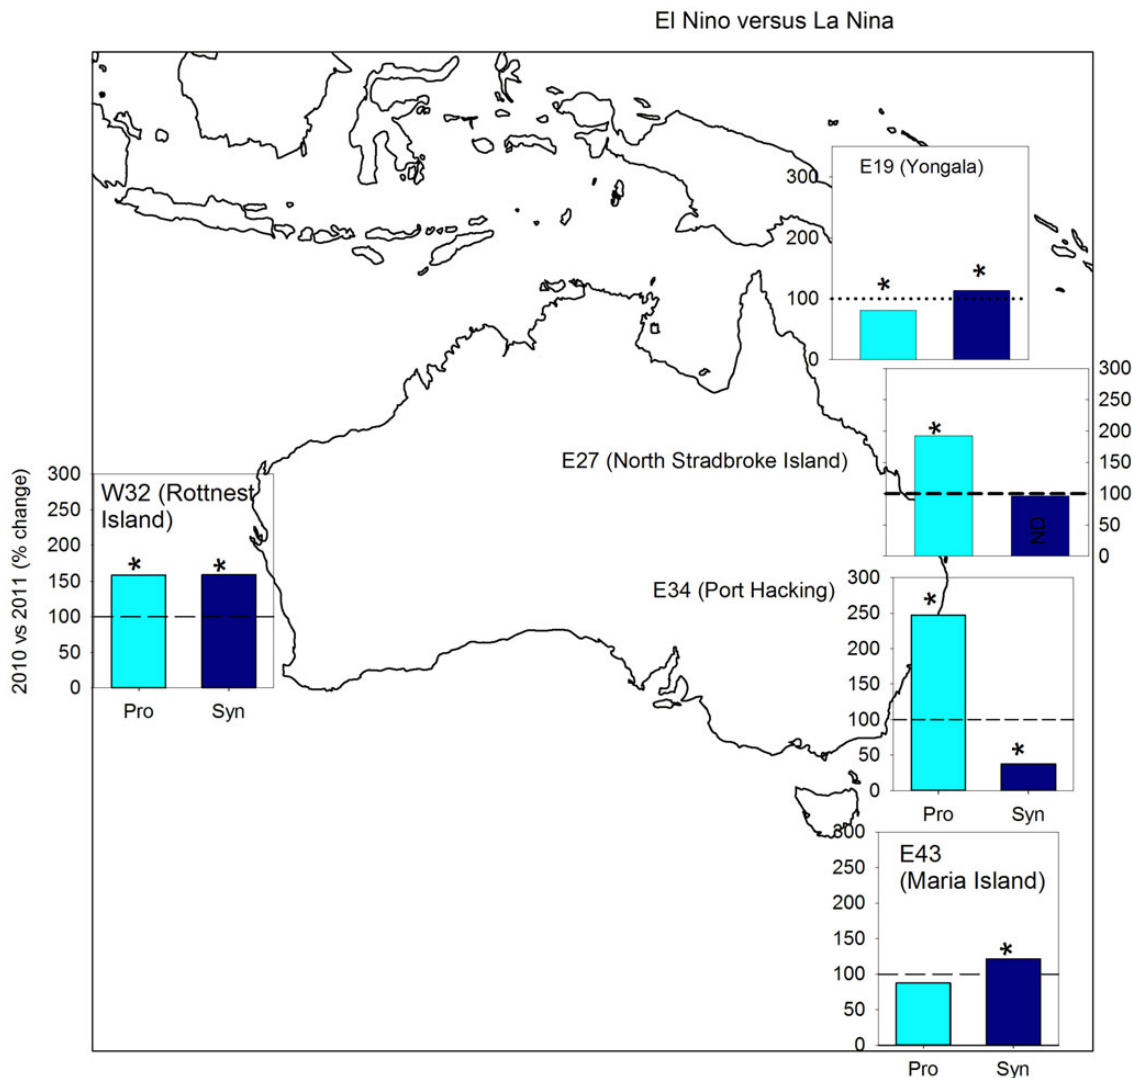 El Nino versus La Nina
E19 (Yongala)
300
200
100
0
E27 (North Stradbroke Island)
300
250
200
150
100
50
0
*
*
*
ND
2010 vs 2011 (% change)
W32 (Rottnest
Island)
300
250
200
150
100
50
0
*
*
Pro
Syn
E34 (Port Hacking)
300
250
200
150
100
50
0
*
*
Pro
Syn
E43
(Maria Island)
300
250
200
150
100
50
0
*
Pro
Syn